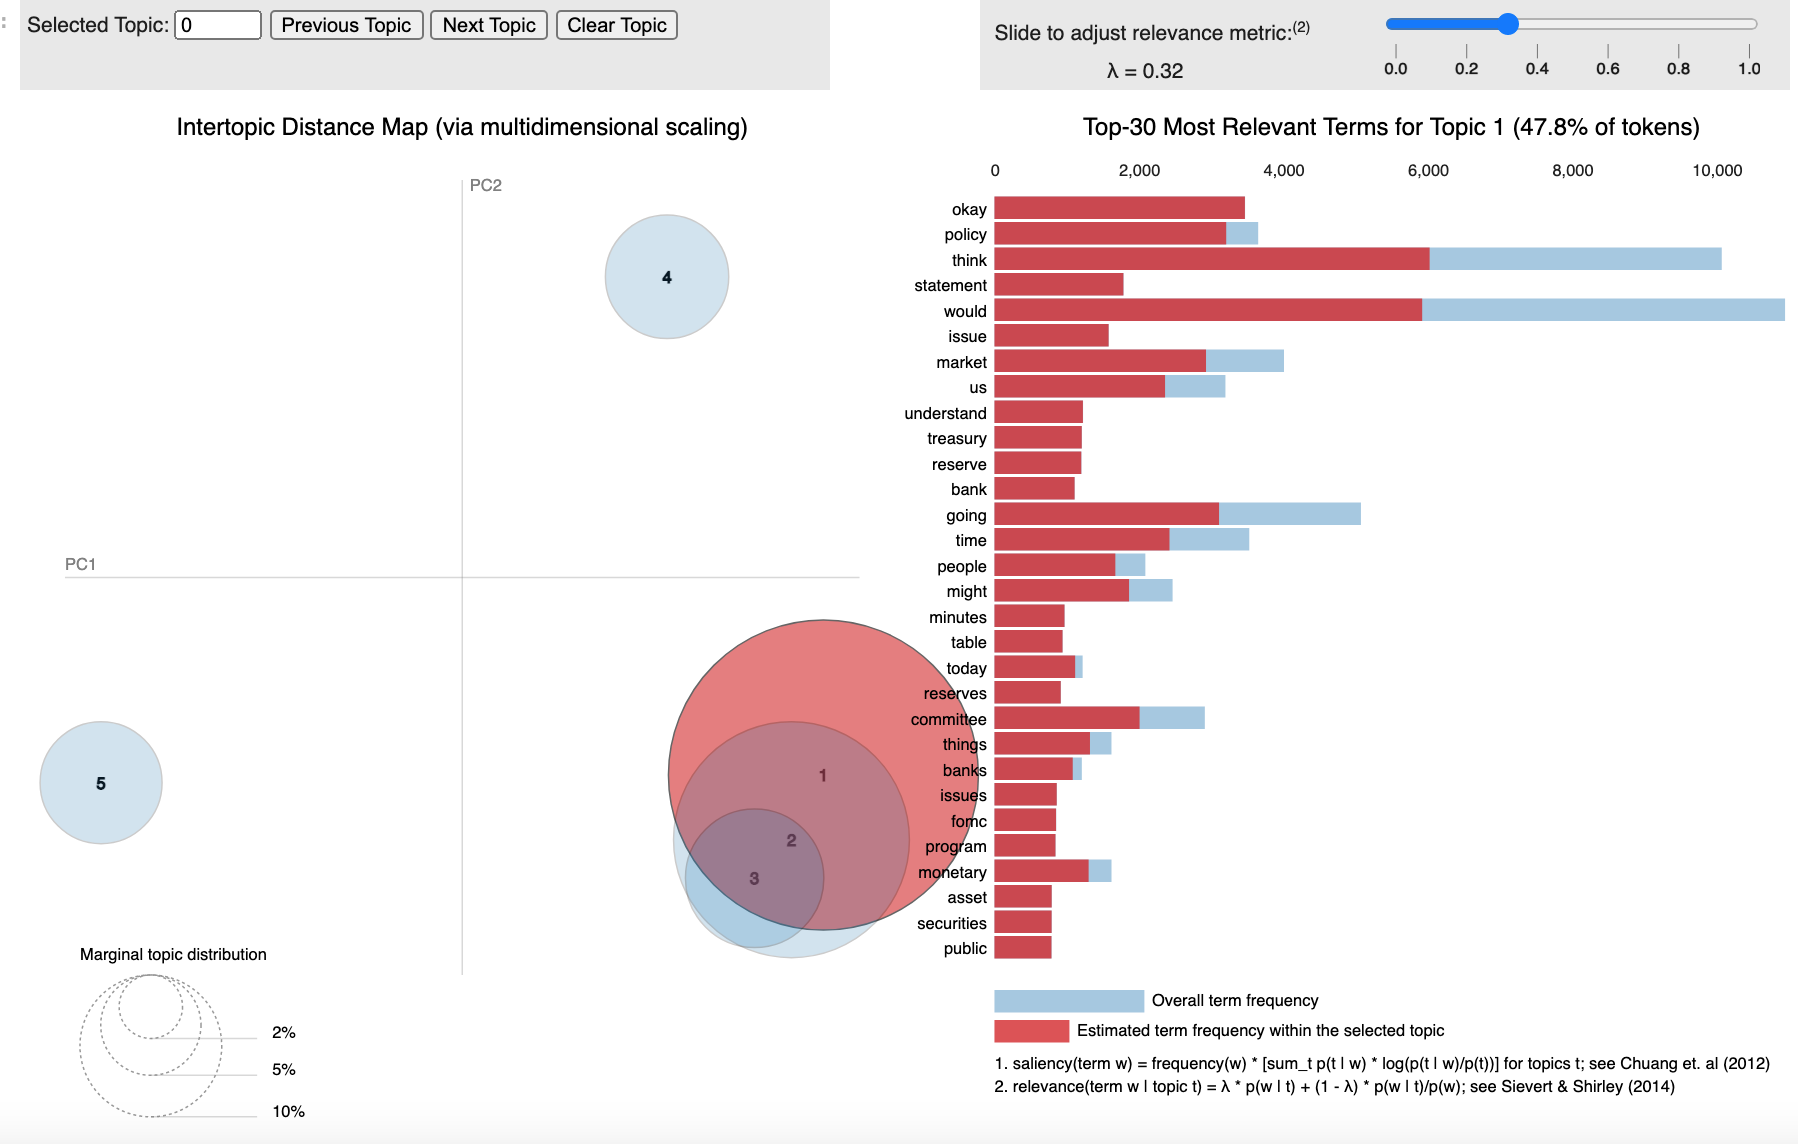 Selected Topic: 0 Previous Topic Next Topic Clear Topic
Slide to adjust relevance metric:(2)
λ = 0.32
0.0 0.2 0.4 0.6 0.8 1.0
Intertopic Distance Map (via multidimensional scaling)
PC2
PC1
4
5
1
2
3
Marginal topic distribution
2%
5%
10%
Top-30 Most Relevant Terms for Topic 1 (47.8% of tokens)
0 2,000 4,000 6,000 8,000 10,000
okay
policy
think
statement
would
issue
market
us
understand
treasury
reserve
bank
going
time
people
might
minutes
table
today
reserves
committee
things
banks
issues
fomc
program
monetary
asset
securities
public
Overall term frequency
Estimated term frequency within the selected topic
1. saliency(term w) = frequency(w) * [sum_t p(t | w) * log(p(t | w)/p(t))] for topics t; see Chuang et. al (2012)
2. relevance(term w | topic t) = λ * p(w | t) + (1 - λ) * p(w | t)/p(w); see Sievert & Shirley (2014)